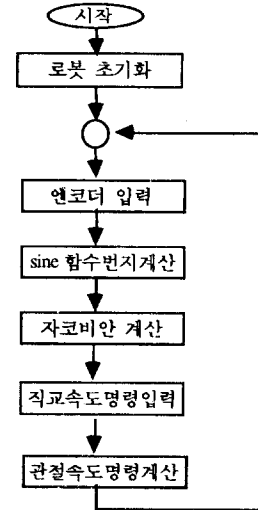 시작
로봇 초기화
엔코더 입력
sine 함수번지계산
자코비안 계산
직교속도명령입력
관절속도명령계산